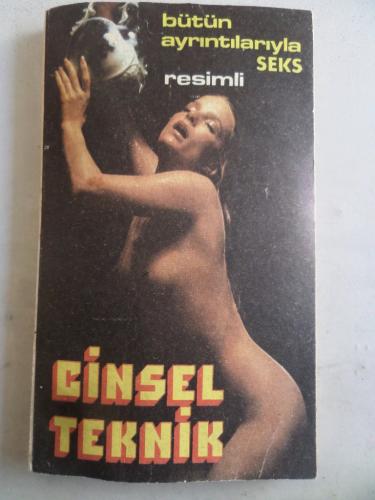 bütün
ayrıntılarıyla
SEKS
resimli
CİNSEL
TEKNİK